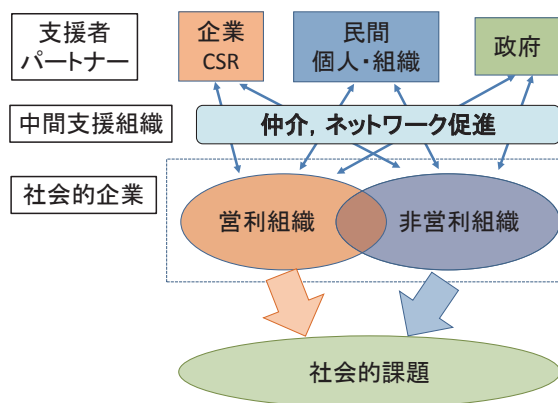 支援者
パートナー
企業
CSR
民間
個人・組織
政府
中間支援組織
仲介，ネットワーク促進
社会的企業
営利組織
非営利組織
社会的課題